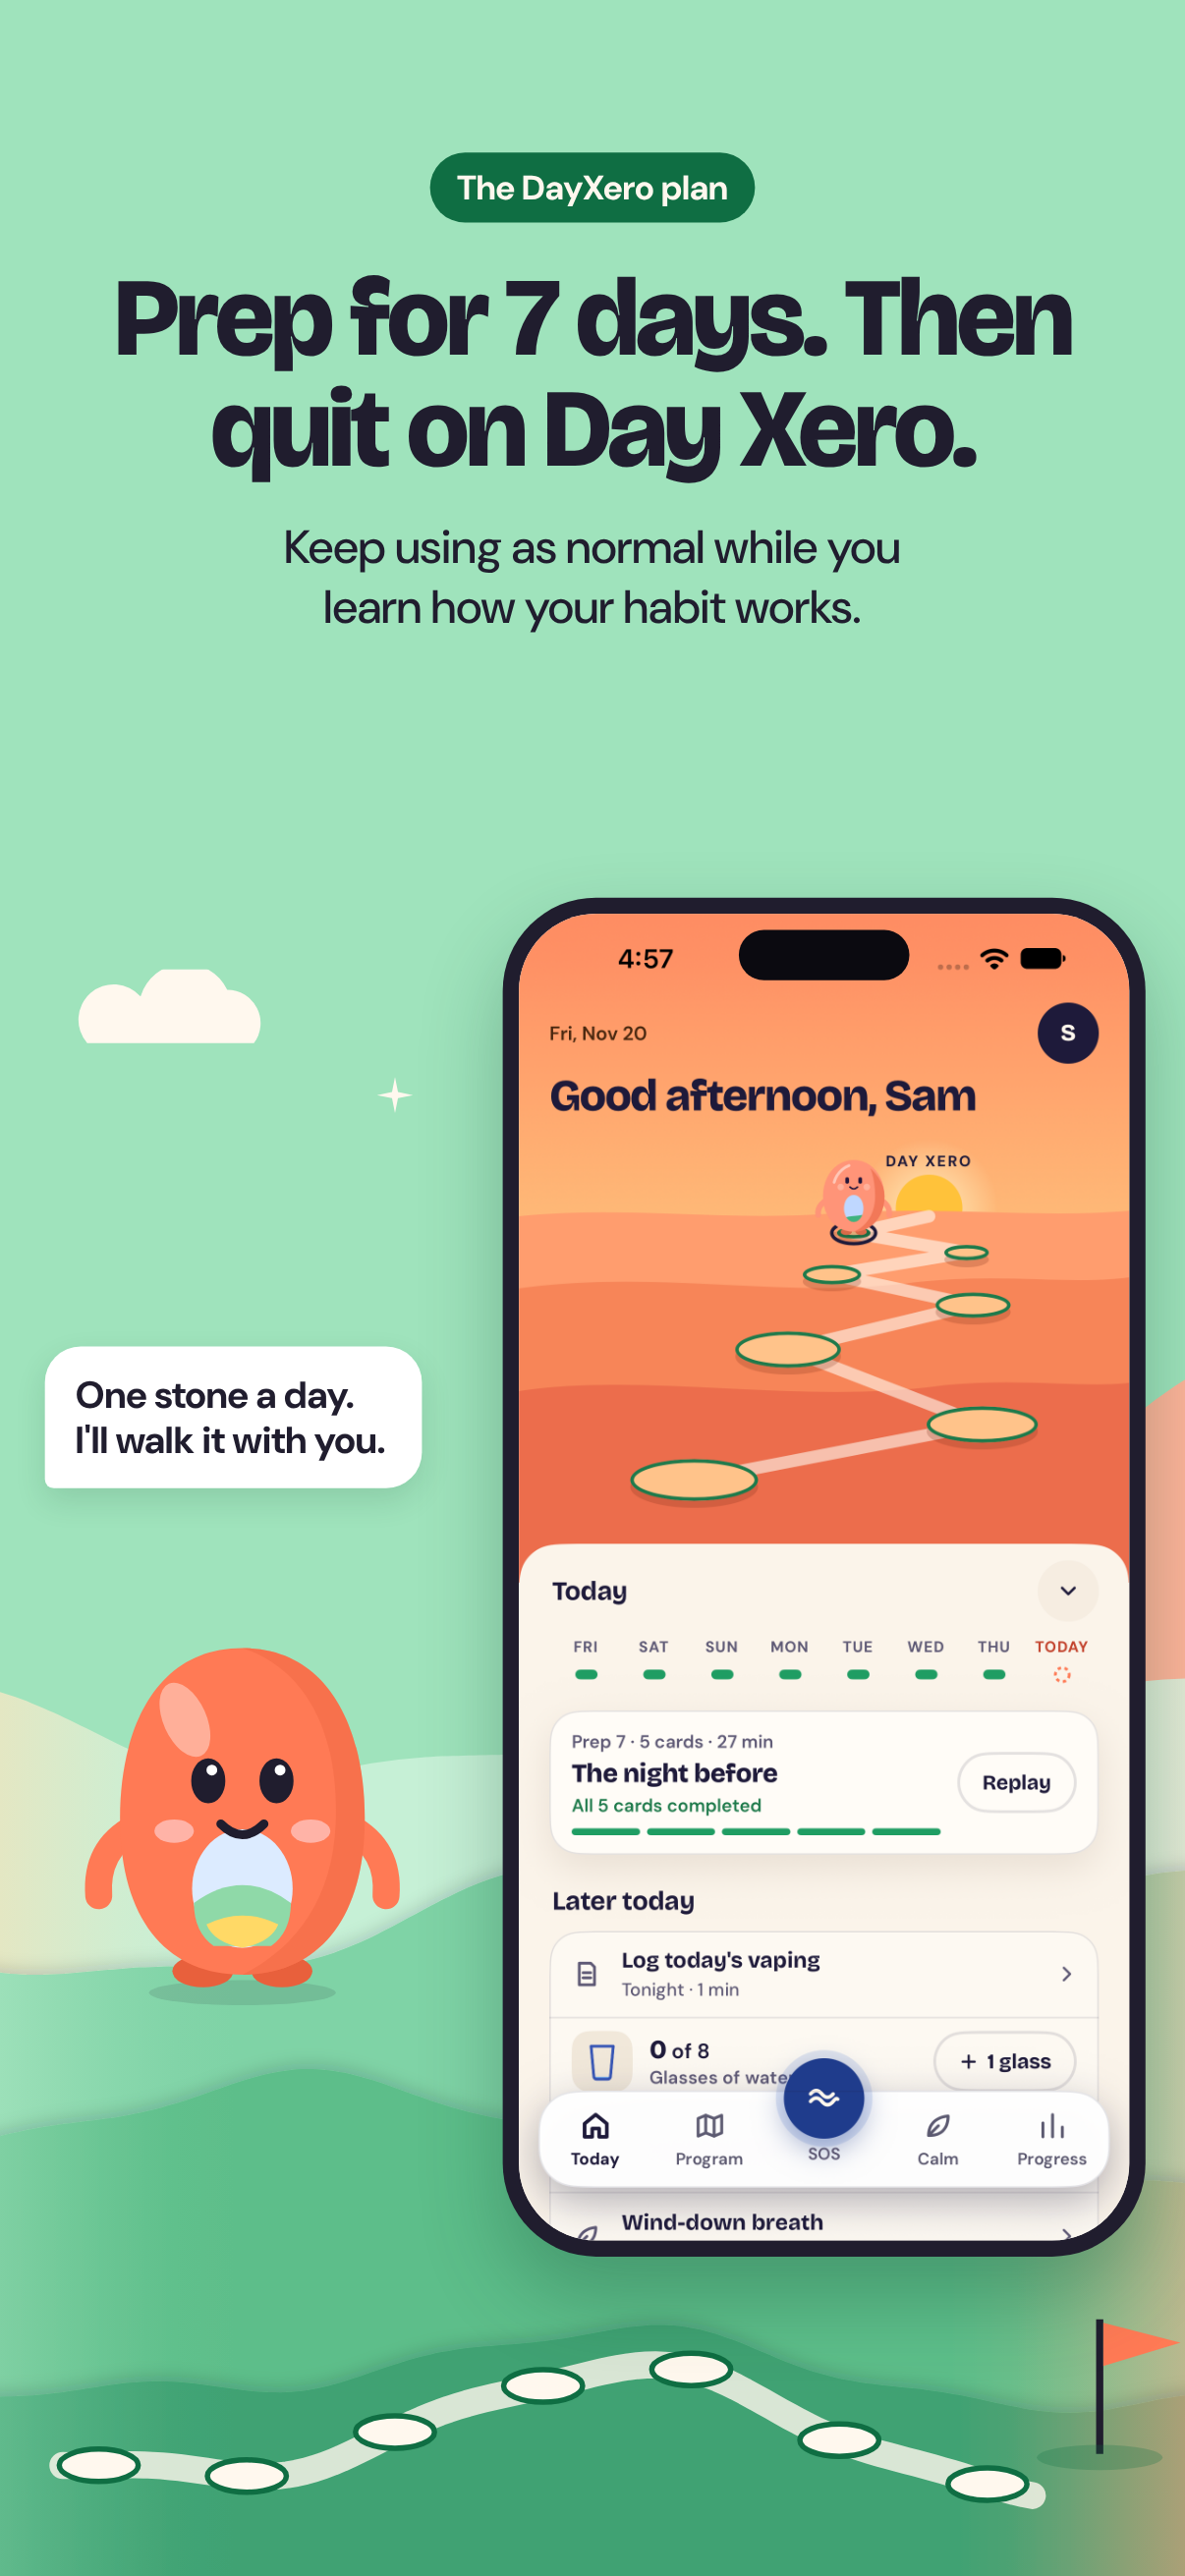 The DayXero plan
Prep for 7 days. Then
quit on Day Xero.
Keep using as normal while you
learn how your habit works.
4:57
Fri, Nov 20
S
Good afternoon, Sam
DAY XERO
One stone a day.
I'll walk it with you.
Today
FRI SAT SUN MON TUE WED THU TODAY
Prep 7 · 5 cards · 27 min
The night before
All 5 cards completed
Replay
Later today
Log today's vaping
Tonight · 1 min
0 of 8
Glasses of water
+ 1 glass
Today
Program
SOS
Calm
Progress
Wind-down breath